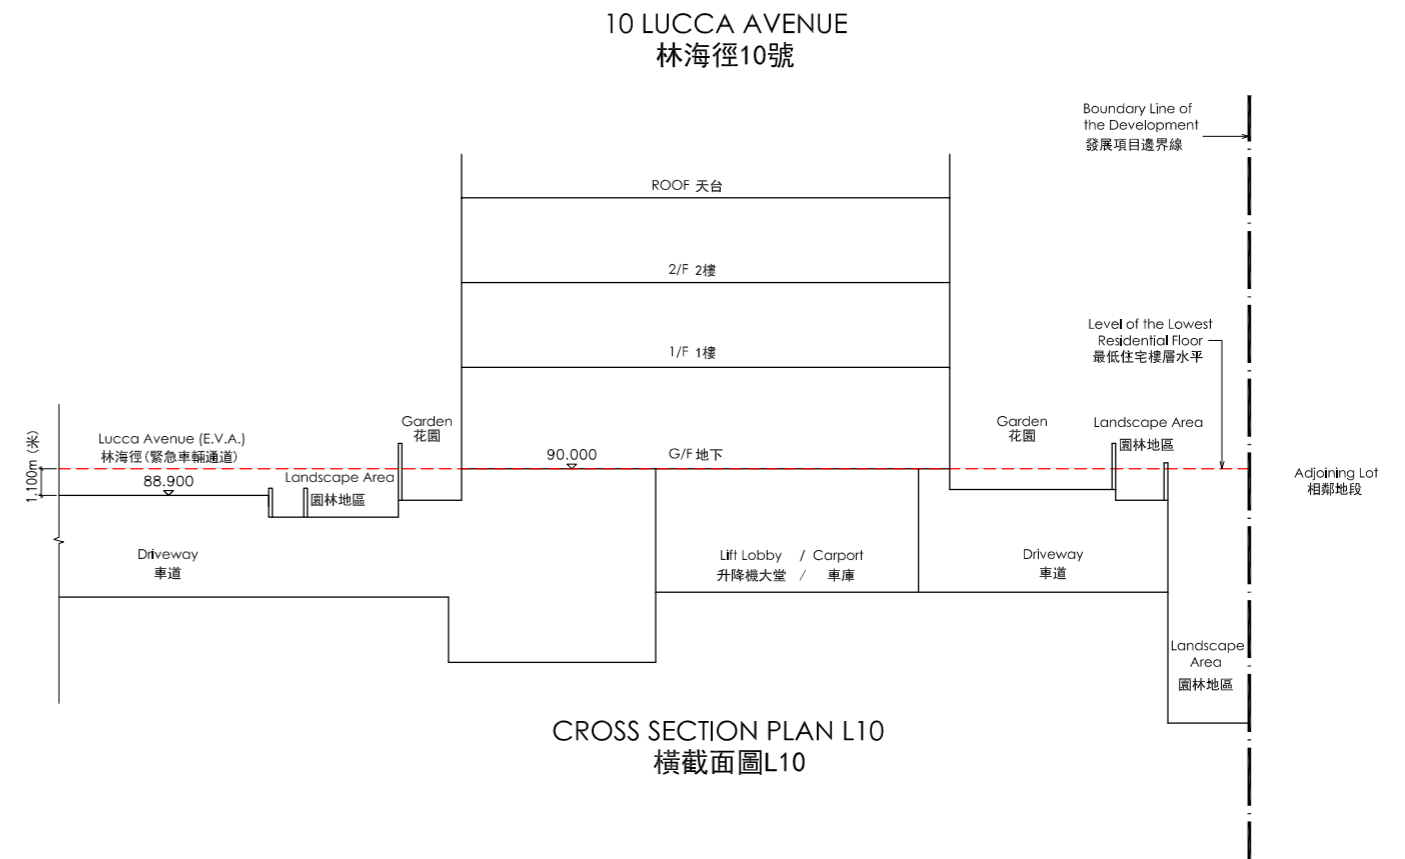 10 LUCCA AVENUE
林海徑10號
Boundary Line of
the Development
發展項目邊界線
ROOF 天台
2/F 2樓
1/F 1樓
Level of the Lowest
Residential Floor
最低住宅樓層水平
Garden
花園
Garden
花園
Landscape Area
園林地區
Lucca Avenue (E.V.A.)
林海徑(緊急車輛通道)
1.100m (米)
88.900
Landscape Area
園林地區
90.000
G/F 地下
Adjoining Lot
相鄰地段
Driveway
車道
Lift Lobby / Carport
升降機大堂 / 車庫
Driveway
車道
Landscape
Area
園林地區
CROSS SECTION PLAN L10
橫截面圖L10